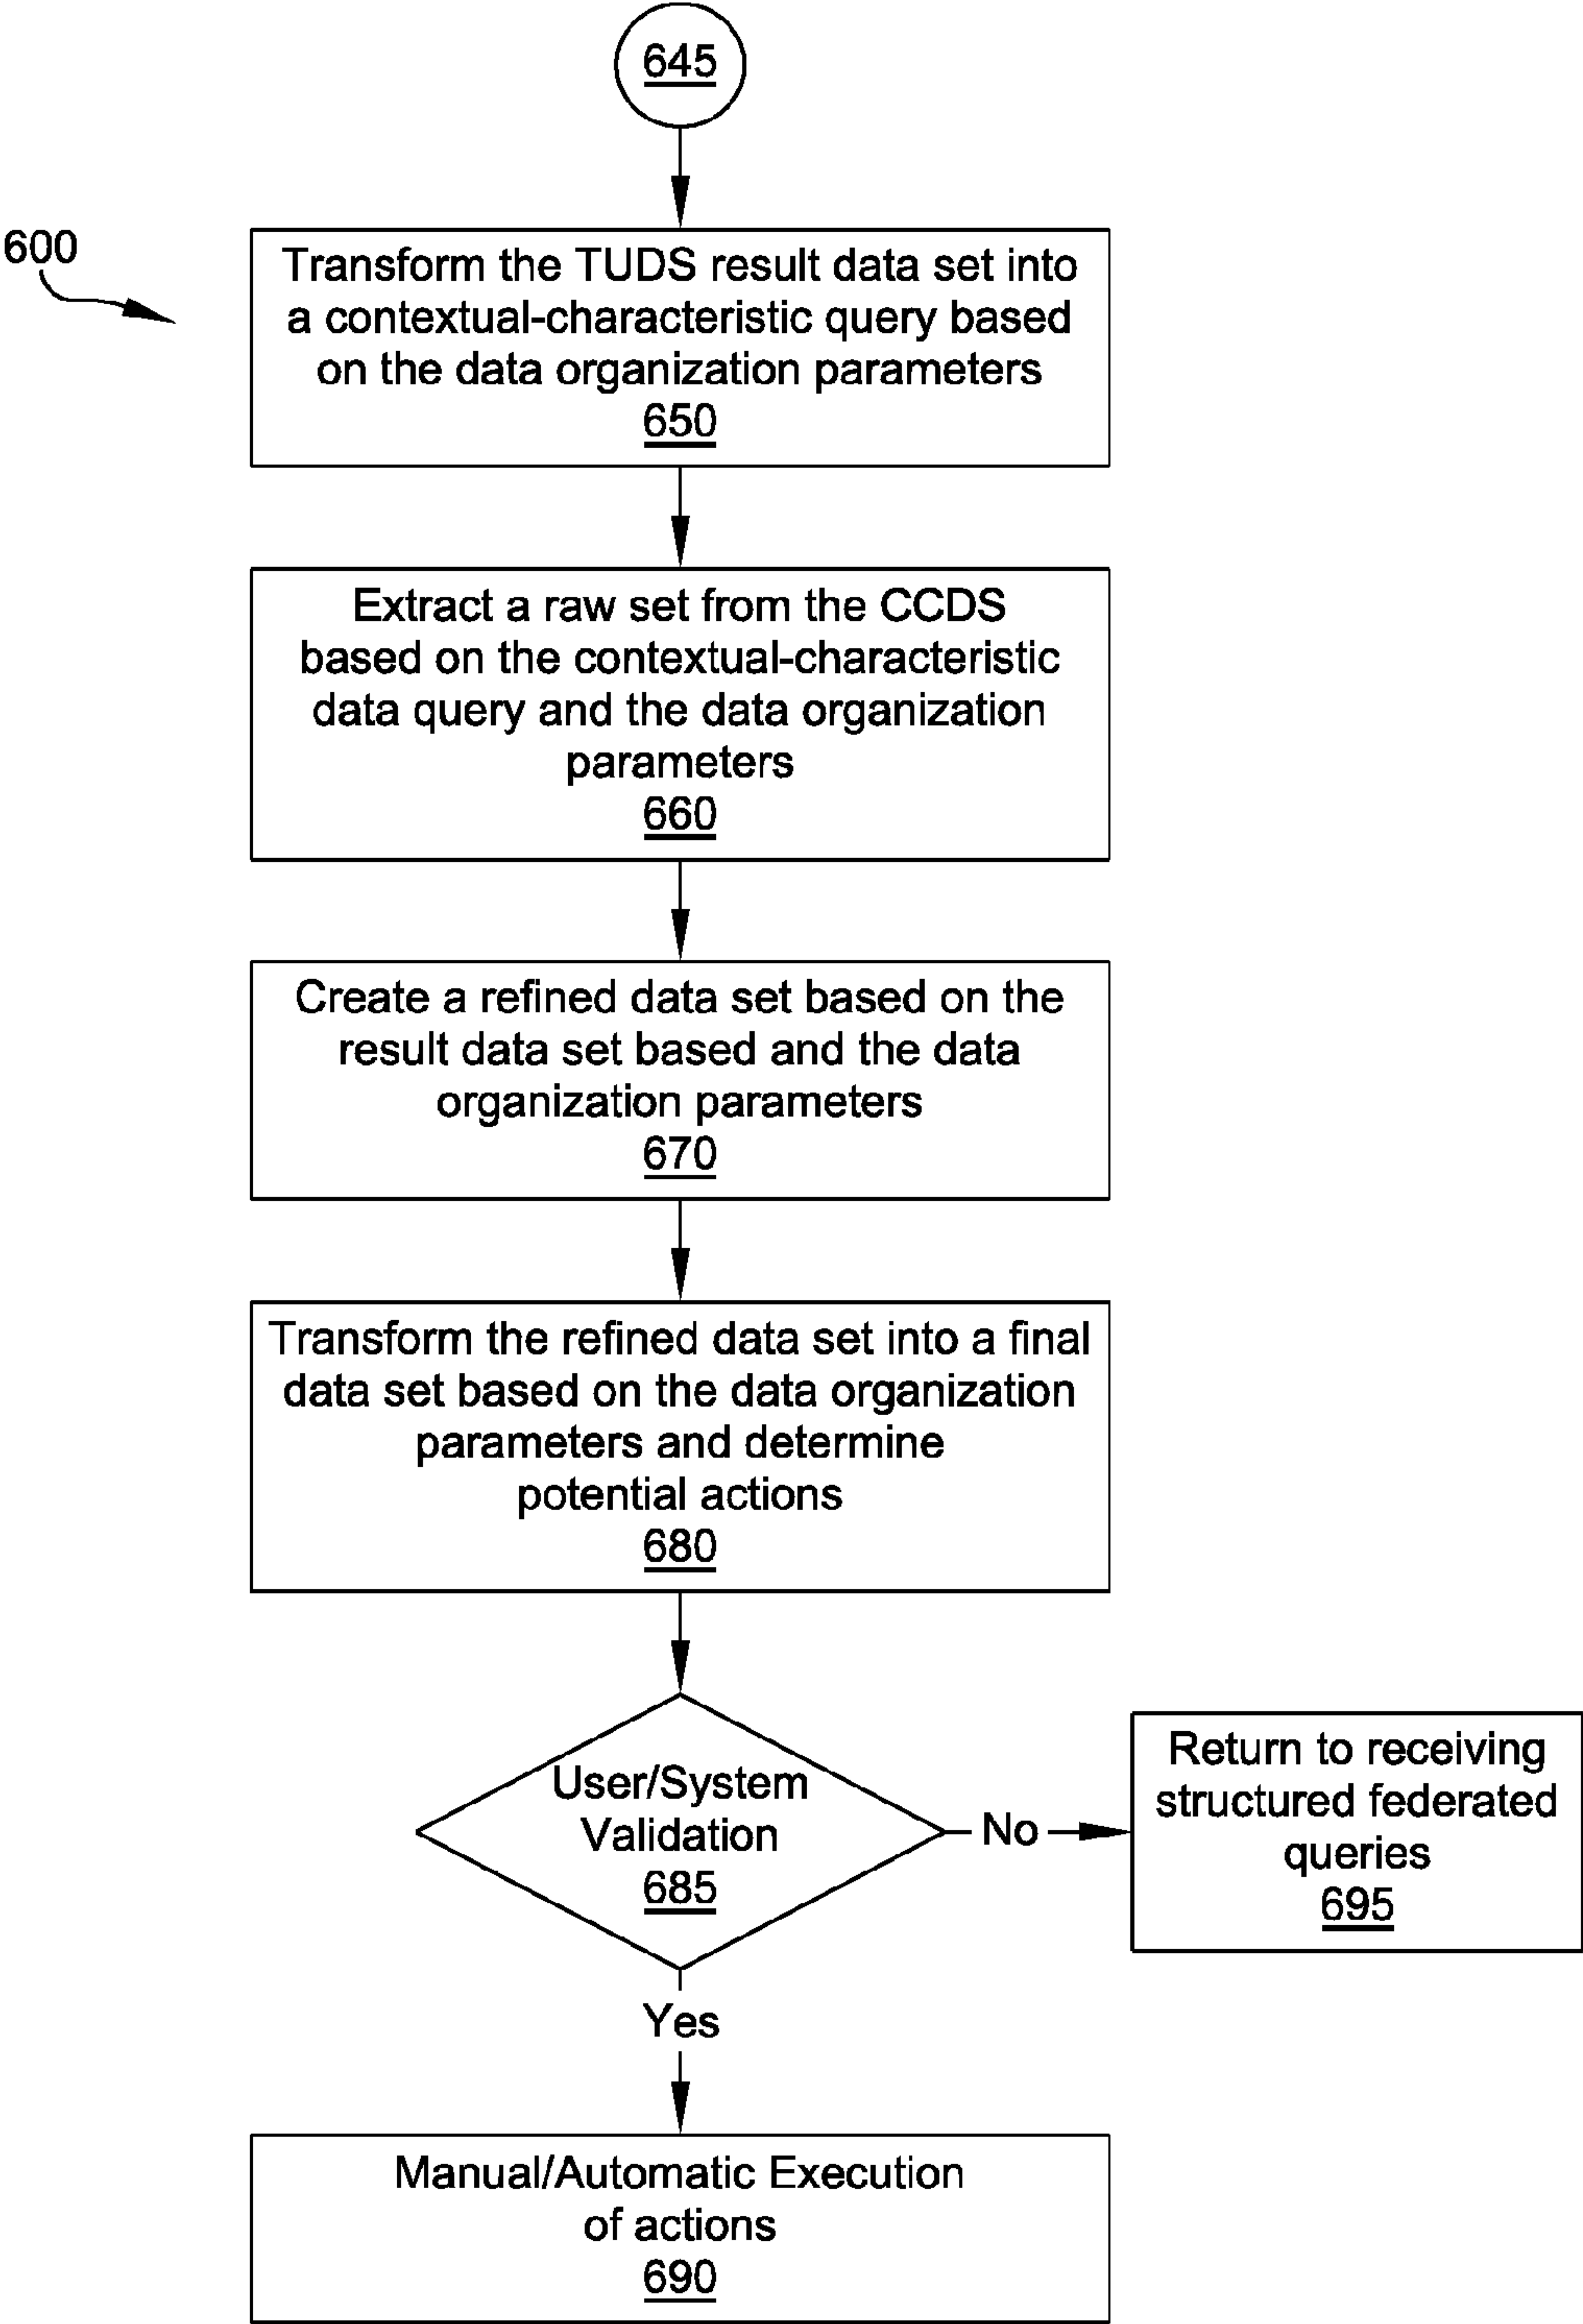 645
600
Transform the TUDS result data set into
a contextual-characteristic query based
on the data organization parameters
650
Extract a raw set from the CCDS
based on the contextual-characteristic
data query and the data organization
parameters
660
Create a refined data set based on the
result data set based and the data
organization parameters
670
Transform the refined data set into a final
data set based on the data organization
parameters and determine
potential actions
680
User/System
Validation
685
No
Return to receiving
structured federated
queries
695
Yes
Manual/Automatic Execution
of actions
690